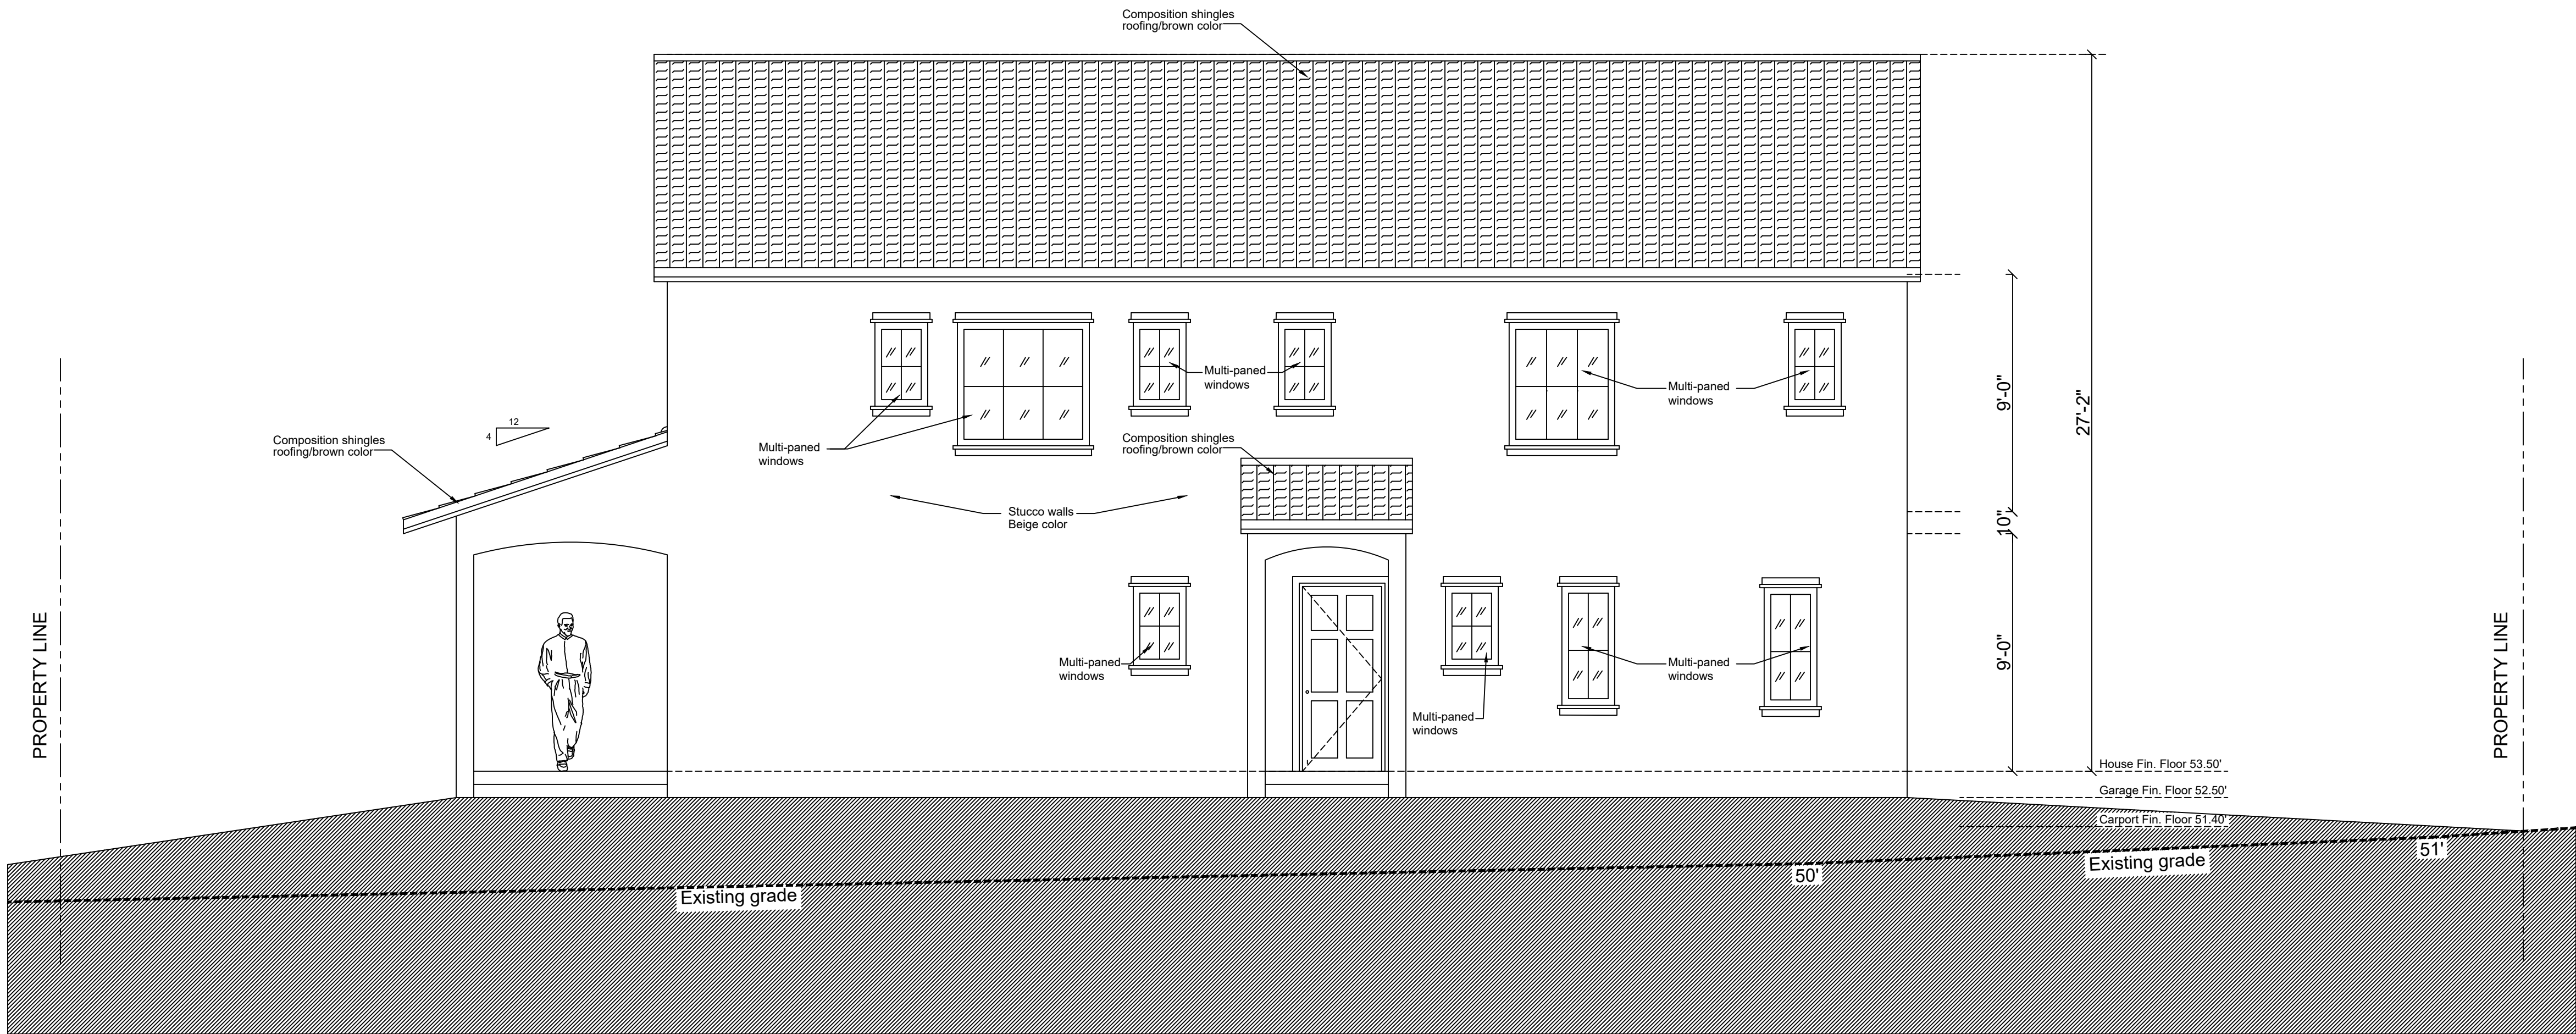 Composition shingles
roofing/brown color
12
4
Composition shingles
roofing/brown color
Multi-paned
windows
Multi-paned
windows
Multi-paned
windows
Composition shingles
roofing/brown color
Stucco walls
Beige color
9'-0"
27'-2"
10"
9'-0"
Multi-paned
windows
Multi-paned
windows
Multi-paned
windows
PROPERTY LINE
PROPERTY LINE
House Fin. Floor 53.50'
Garage Fin. Floor 52.50'
Carport Fin. Floor 51.40'
51'
Existing grade
50'
Existing grade